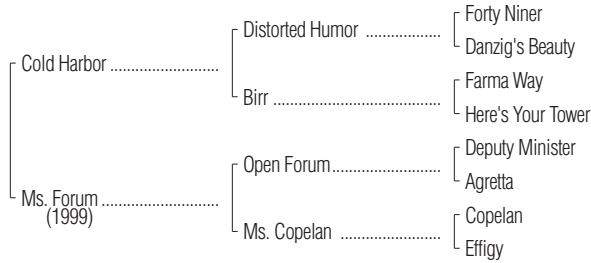 Forty Niner
Distorted Humor ..................
Danzig's Beauty
Cold Harbor ..........................
Farma Way
Birr ........................................
Here's Your Tower
Deputy Minister
Open Forum..........................
Agretta
Ms. Forum ............................
(1999)
Copelan
Ms. Copelan ........................
Effigy